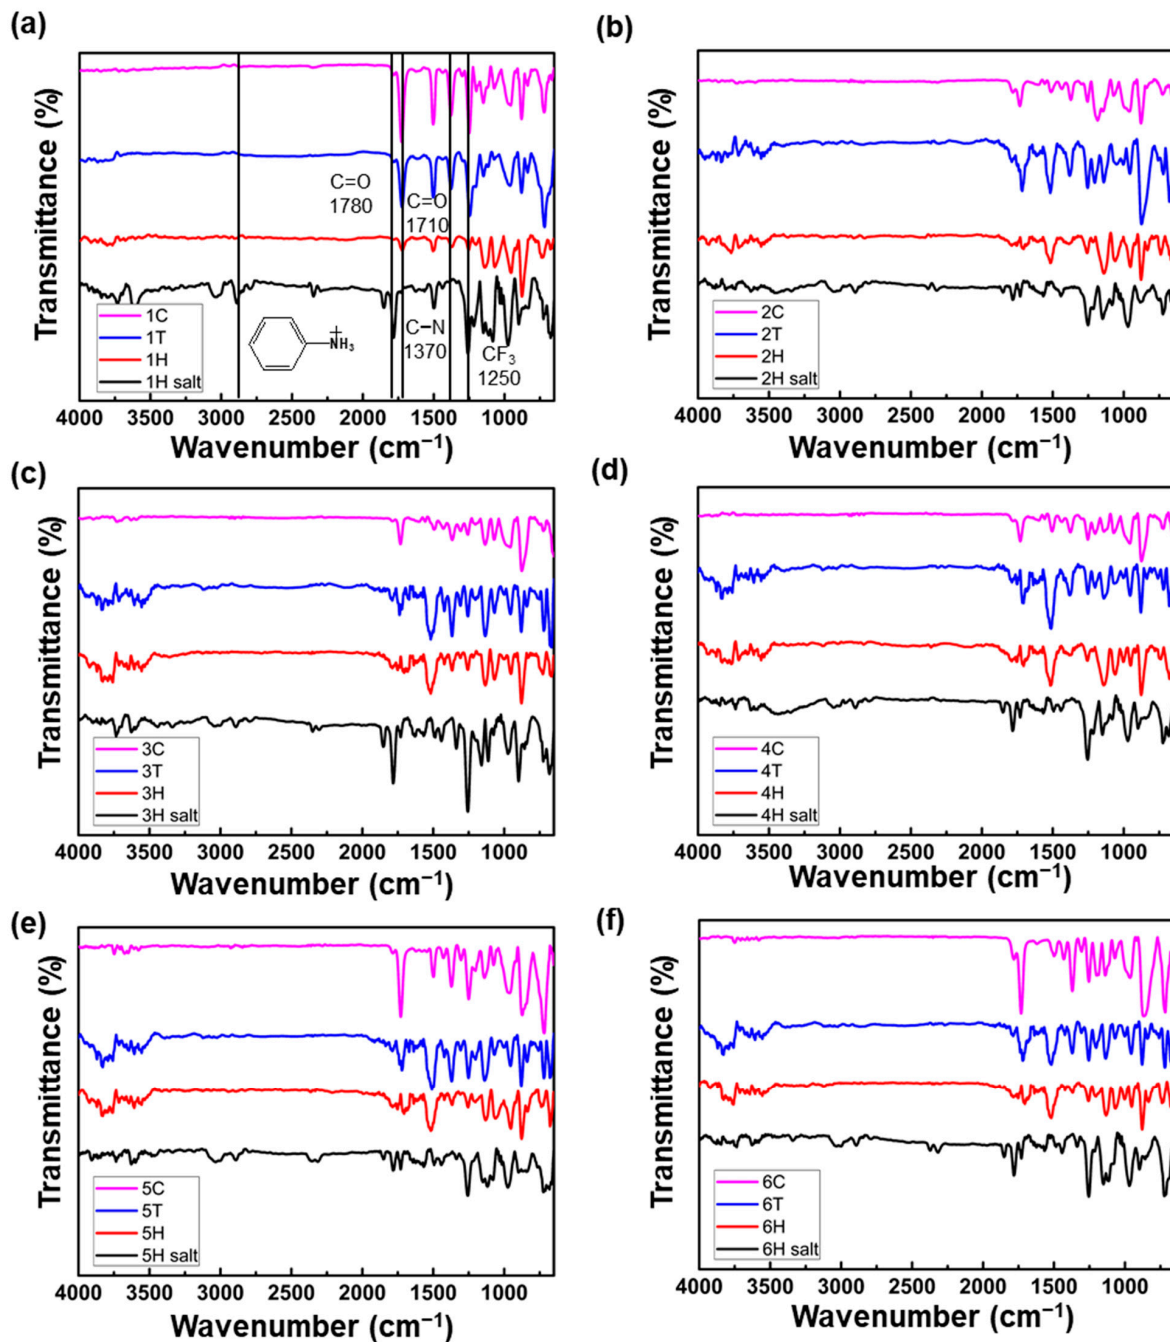 (a)
Transmittance (%)
C=O
1780
C=O
1710
C–N
1370
CF₃
1250
+
NH₃
1C
1T
1H
1H salt
4000 3500 3000 2500 2000 1500 1000
Wavenumber (cm⁻¹)
(b)
Transmittance (%)
2C
2T
2H
2H salt
4000 3500 3000 2500 2000 1500 1000
Wavenumber (cm⁻¹)
(c)
Transmittance (%)
3C
3T
3H
3H salt
4000 3500 3000 2500 2000 1500 1000
Wavenumber (cm⁻¹)
(d)
Transmittance (%)
4C
4T
4H
4H salt
4000 3500 3000 2500 2000 1500 1000
Wavenumber (cm⁻¹)
(e)
Transmittance (%)
5C
5T
5H
5H salt
4000 3500 3000 2500 2000 1500 1000
Wavenumber (cm⁻¹)
(f)
Transmittance (%)
6C
6T
6H
6H salt
4000 3500 3000 2500 2000 1500 1000
Wavenumber (cm⁻¹)